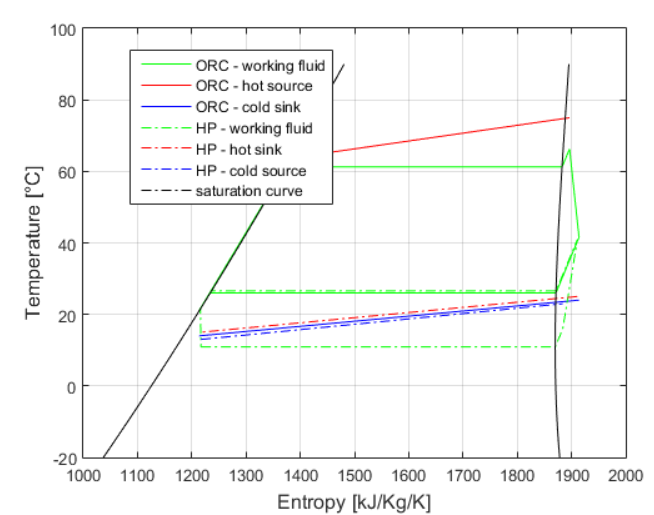 100
80
60
40
20
0
-20
Temperature [°C]
ORC - working fluid
ORC - hot source
ORC - cold sink
HP - working fluid
HP - hot sink
HP - cold source
saturation curve
1000 1100 1200 1300 1400 1500 1600 1700 1800 1900 2000
Entropy [kJ/Kg/K]